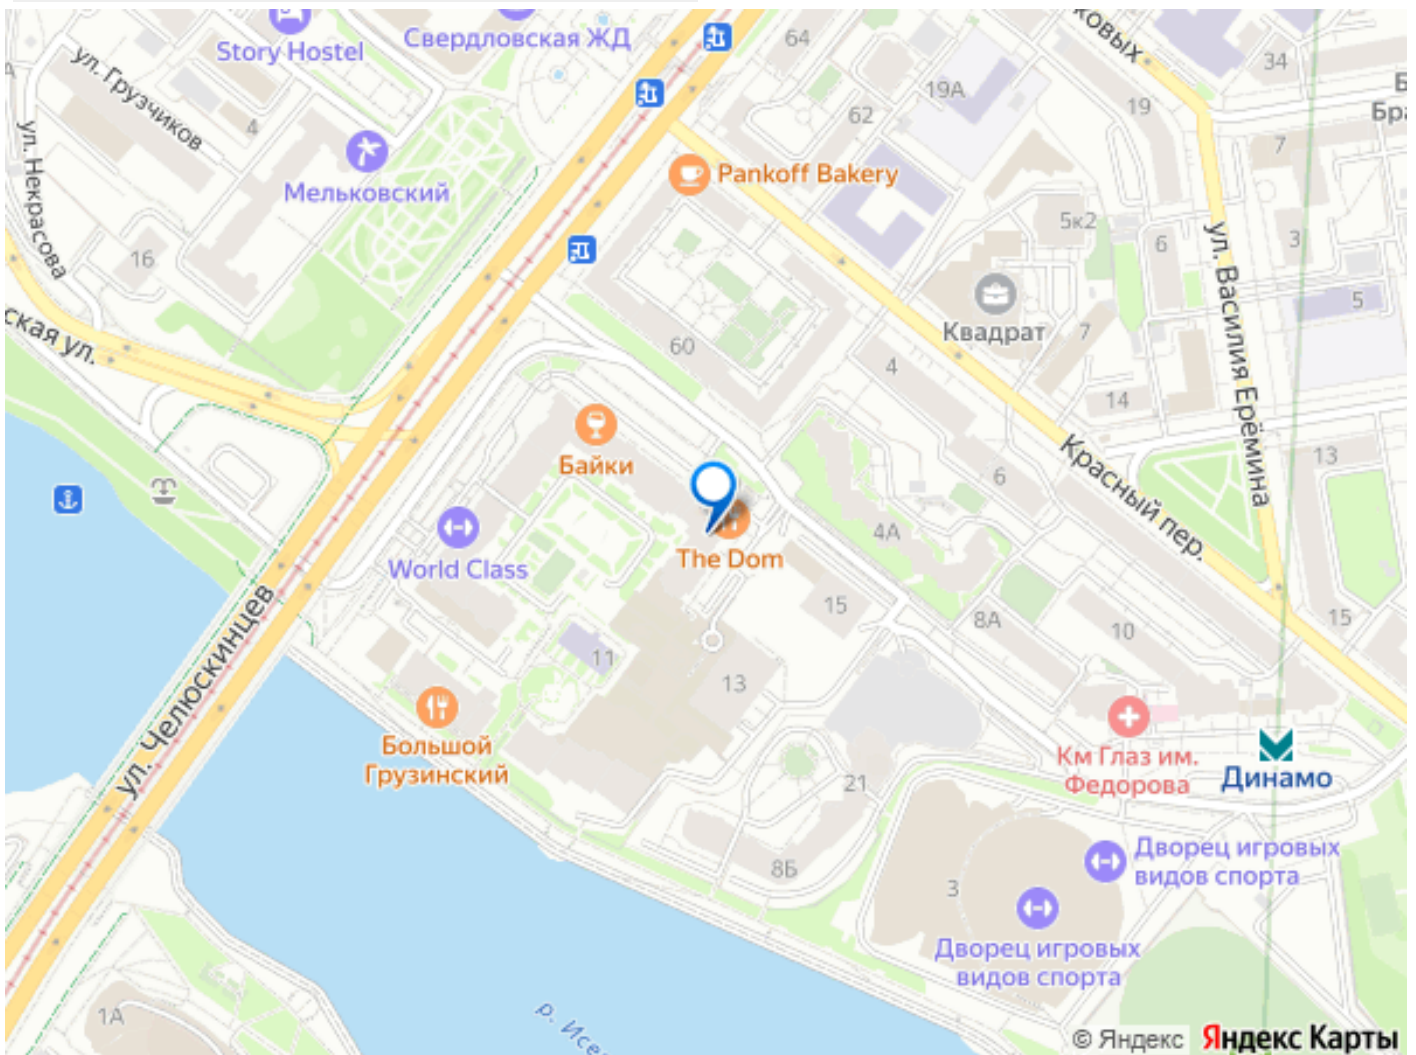 Свердловская ЖД
Story Hostel
64
ковых
34
ул. Грузчиков
4
19А
62
19
7
Мельковский
Pankoff Bakery
ул. Некрасова
16
5к2
6
3
5
ская ул.
60
Квадрат
7
4
14
ул. Василия Ерёмина
Байки
6
Красный пер.
13
World Class
The Dom
4А
15
8А
10
15
ул. Челюскинцев
11
13
Большой
Грузинский
Км Глаз им.
Федорова
Динамо
21
8Б
3
Дворец игровых
видов спорта
Дворец игровых
видов спорта
1А
р. Исе
© Яндекс
Яндекс Карты